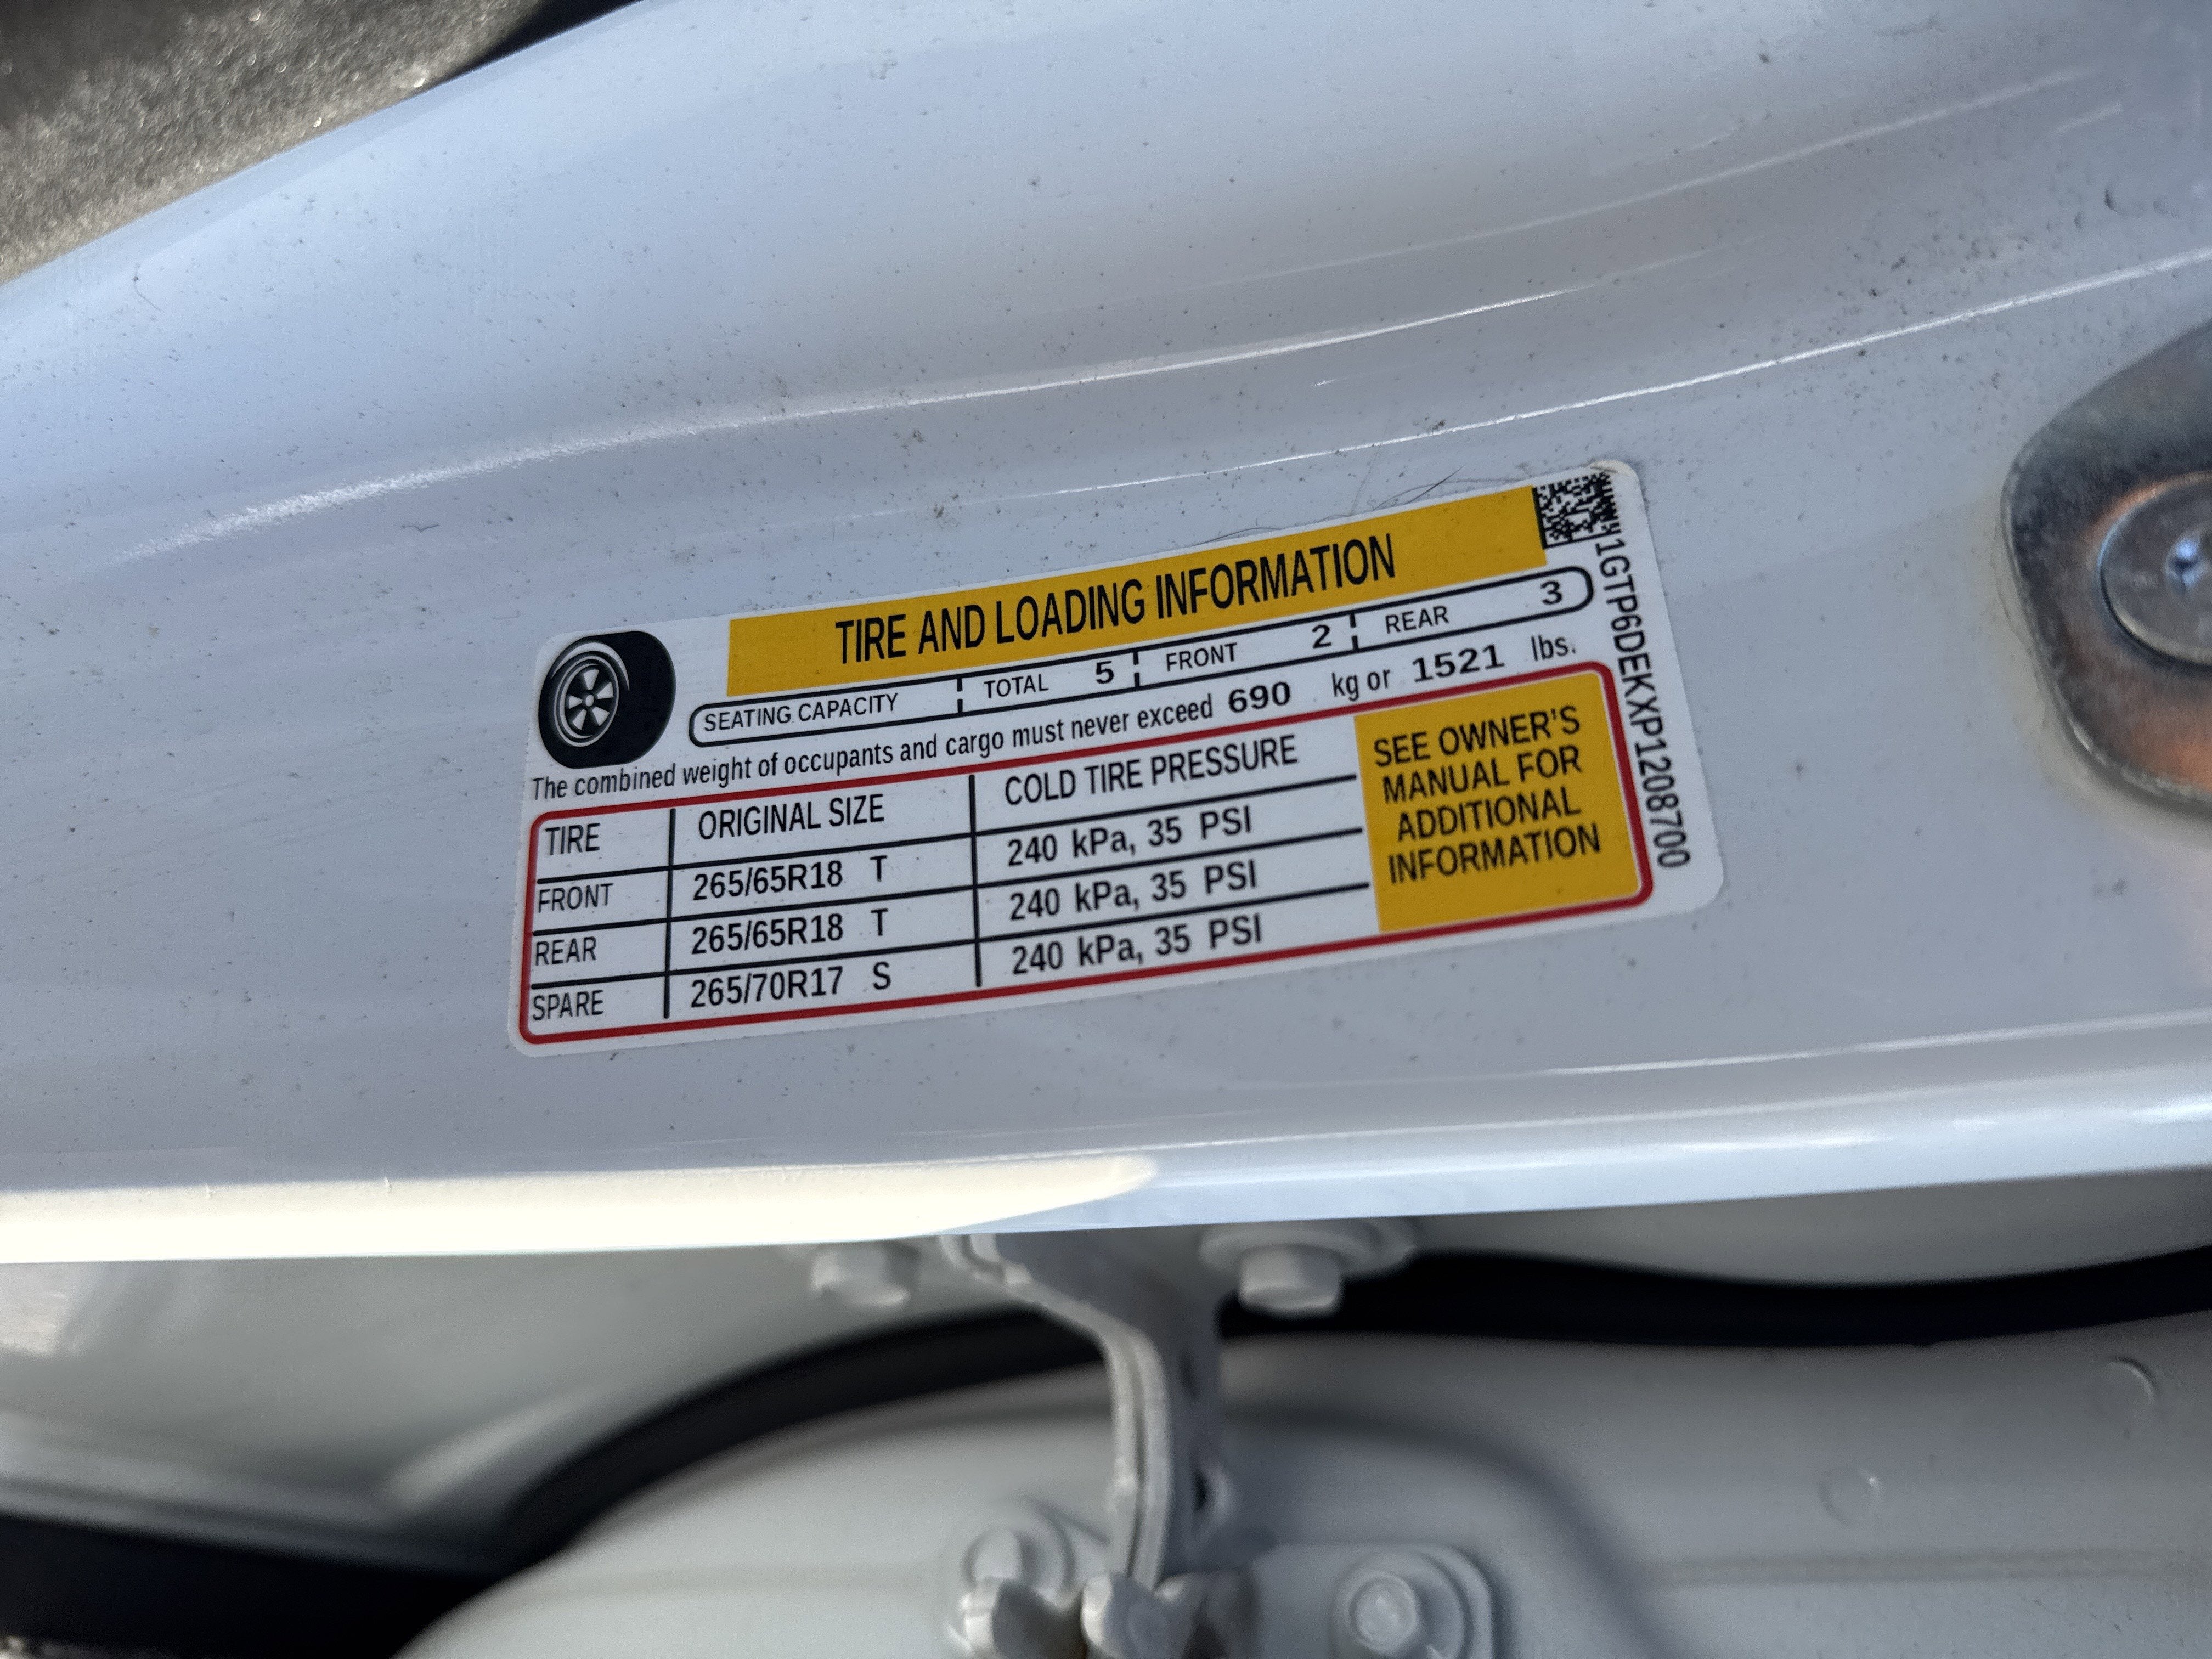 TIRE AND LOADING INFORMATION
SEATING CAPACITY TOTAL 5 FRONT 2 REAR 3
The combined weight of occupants and cargo must never exceed 690 kg or 1521 lbs.
TIRE ORIGINAL SIZE COLD TIRE PRESSURE
FRONT 265/65R18 T 240 kPa, 35 PSI
REAR 265/65R18 T 240 kPa, 35 PSI
SPARE 265/70R17 S 240 kPa, 35 PSI
SEE OWNER'S
MANUAL FOR
ADDITIONAL
INFORMATION
1GTP6DEKXP1208700